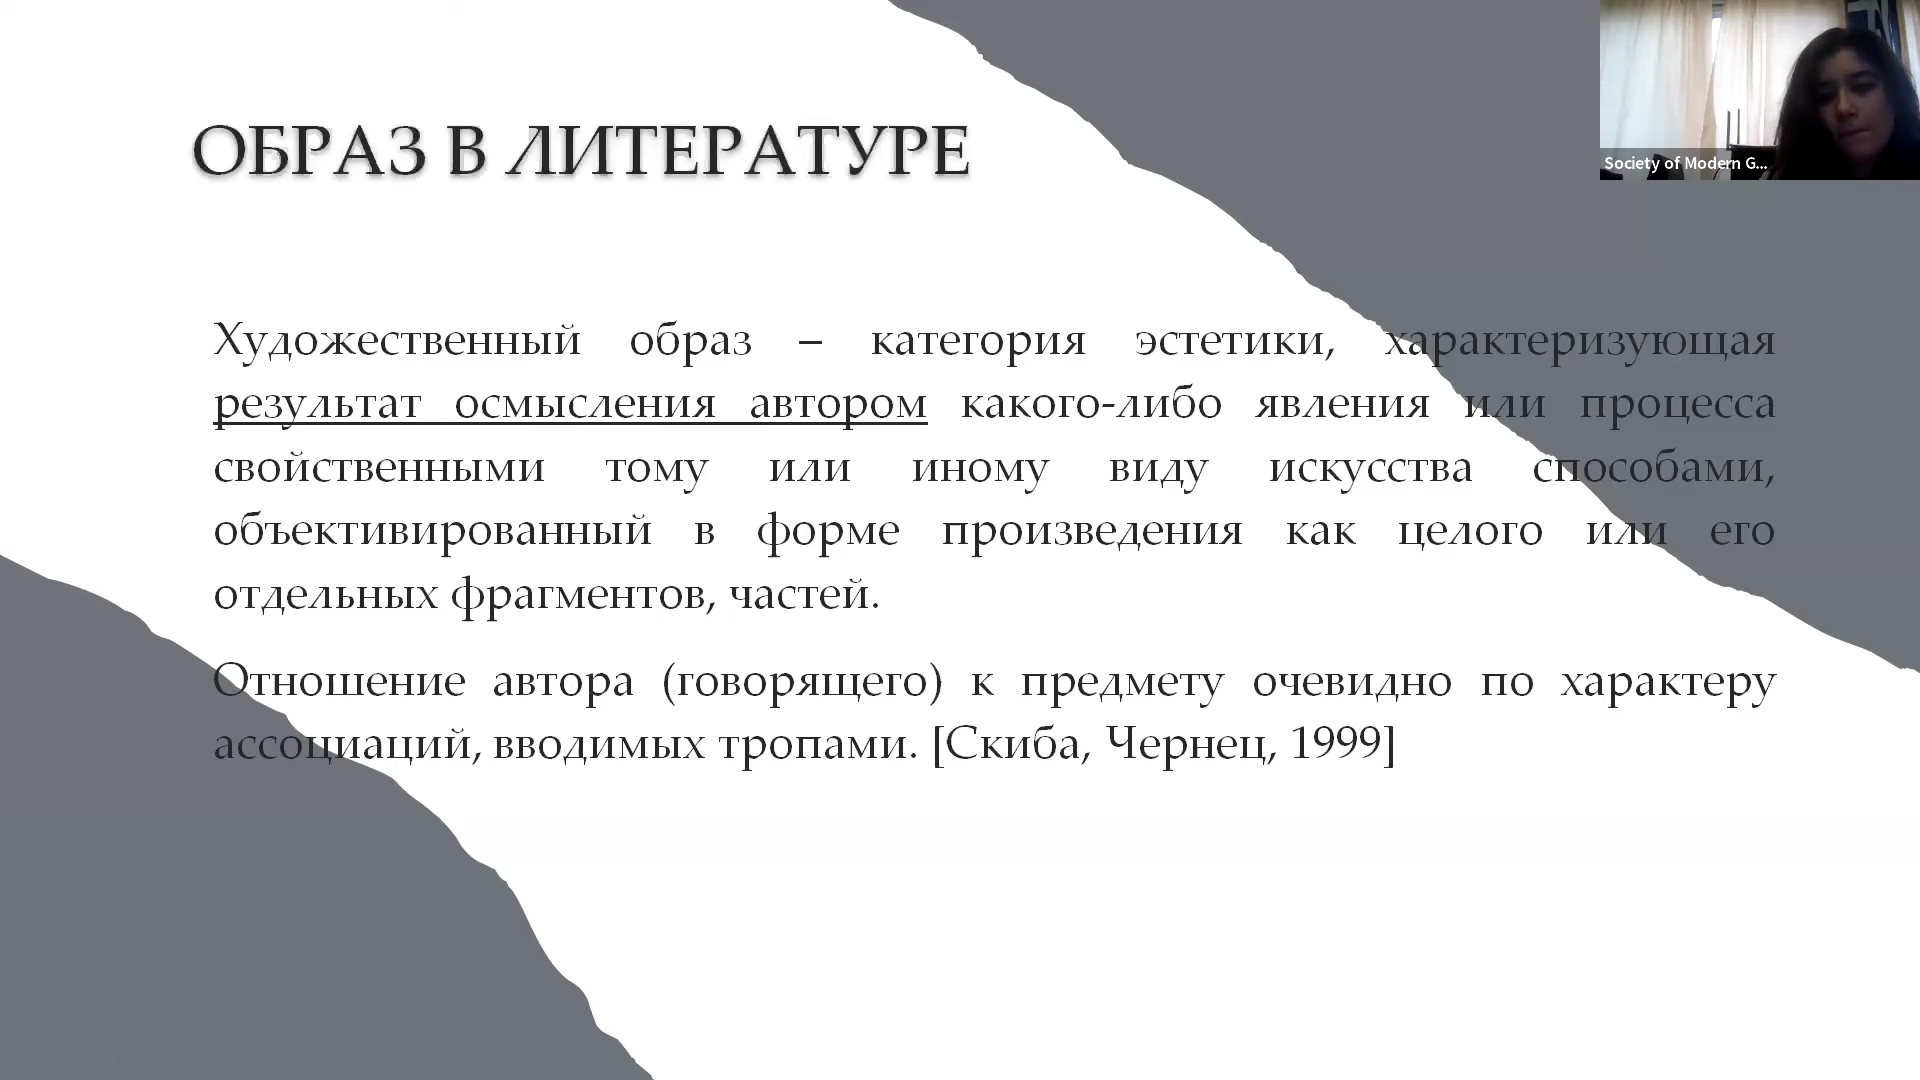 Society of Modern G...
ОБРАЗ В ЛИТЕРАТУРЕ
Художественный образ – категория эстетики, характеризующая
результат осмысления автором какого-либо явления или процесса
свойственными тому или иному виду искусства способами,
объективированный в форме произведения как целого или его
отдельных фрагментов, частей.
Отношение автора (говорящего) к предмету очевидно по характеру
ассоциаций, вводимых тропами. [Скиба, Чернец, 1999]